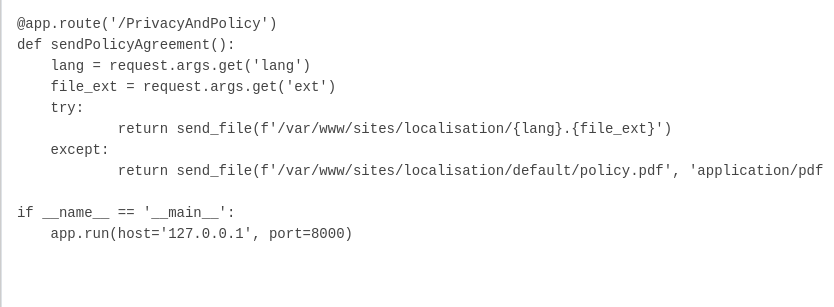 @app.route('/PrivacyAndPolicy')
def sendPolicyAgreement():
    lang = request.args.get('lang')
    file_ext = request.args.get('ext')
    try:
            return send_file(f'/var/www/sites/localisation/{lang}.{file_ext}')
    except:
            return send_file(f'/var/www/sites/localisation/default/policy.pdf', 'application/pdf
if __name__ == '__main__':
    app.run(host='127.0.0.1', port=8000)